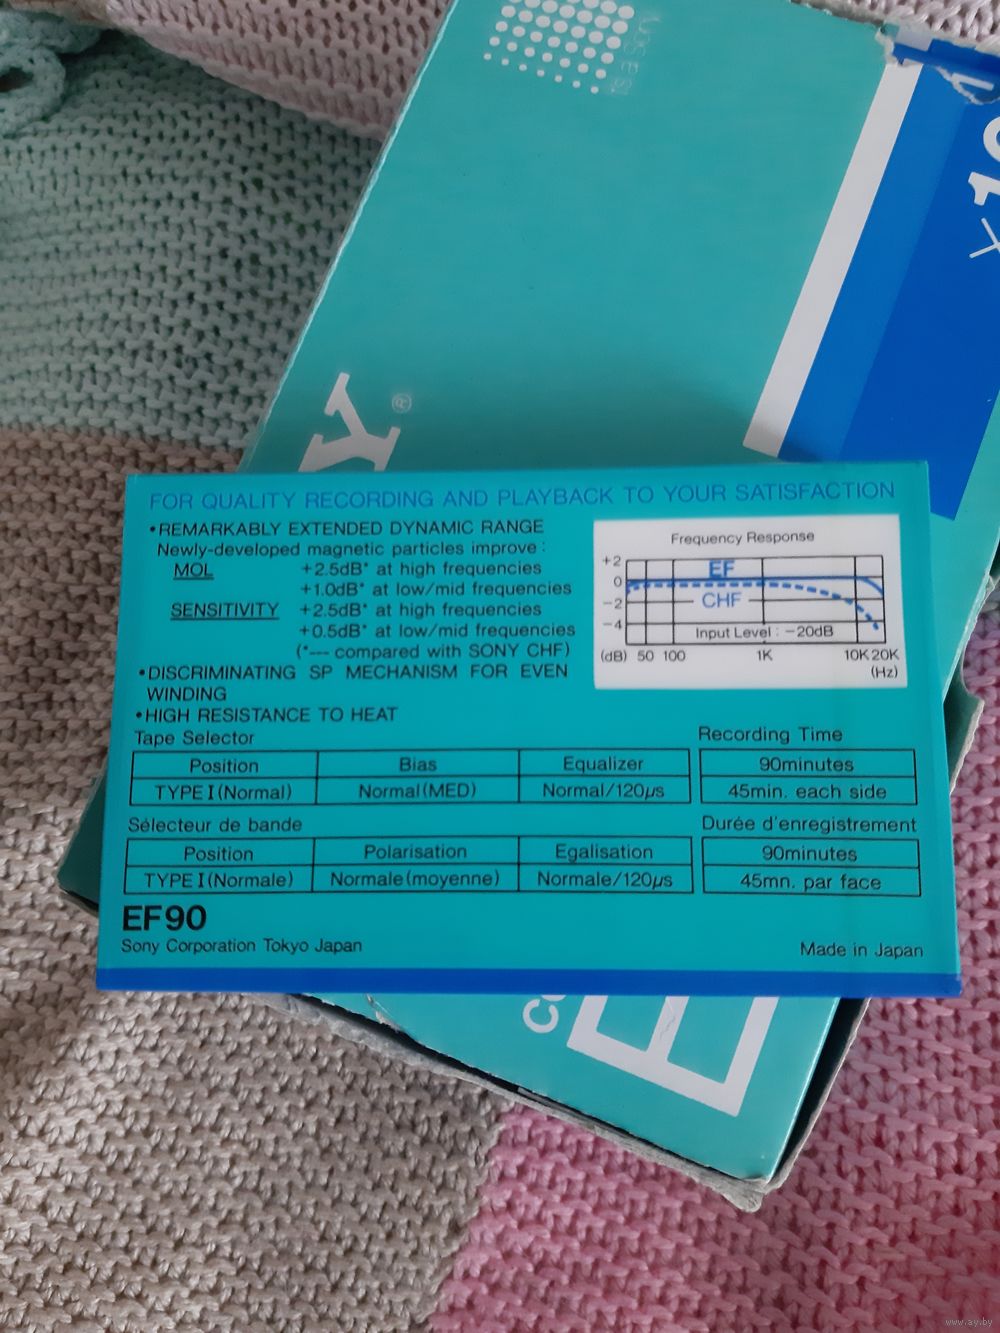 is a Sony
Y®
FOR QUALITY RECORDING AND PLAYBACK TO YOUR SATISFACTION
•REMARKABLY EXTENDED DYNAMIC RANGE
Newly-developed magnetic particles improve :
MOL +2.5dB* at high frequencies
+1.0dB* at low/mid frequencies
SENSITIVITY +2.5dB* at high frequencies
+0.5dB* at low/mid frequencies
(*--- compared with SONY CHF)
•DISCRIMINATING SP MECHANISM FOR EVEN
WINDING
•HIGH RESISTANCE TO HEAT
Frequency Response
+2
0
−2
−4
EF
CHF
Input Level : −20dB
(dB) 50 100 1K 10K 20K
(Hz)
Tape Selector
Position Bias Equalizer
TYPE I (Normal) Normal (MED) Normal/120µs
Recording Time
90minutes
45min. each side
Sélecteur de bande
Position Polarisation Egalisation
TYPE I (Normale) Normale (moyenne) Normale/120µs
Durée d'enregistrement
90minutes
45mn. par face
EF90
Sony Corporation Tokyo Japan
Made in Japan
www.ay.by